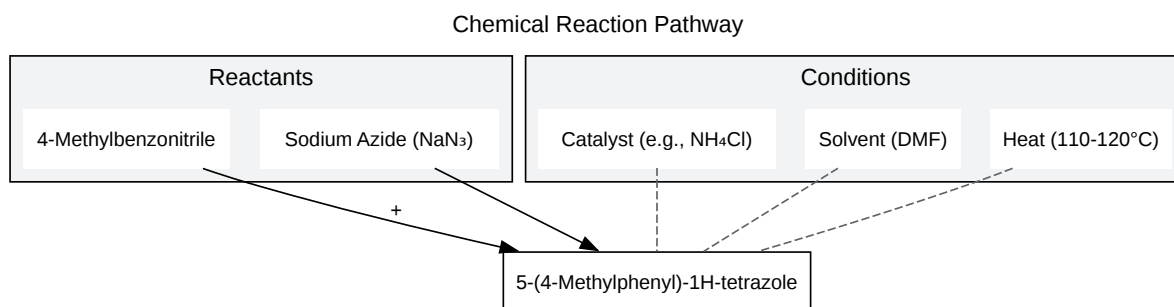 Chemical Reaction Pathway
Reactants
4-Methylbenzonitrile
Sodium Azide (NaN₃)
Conditions
Catalyst (e.g., NH₄Cl)
Solvent (DMF)
Heat (110-120°C)
+
5-(4-Methylphenyl)-1H-tetrazole